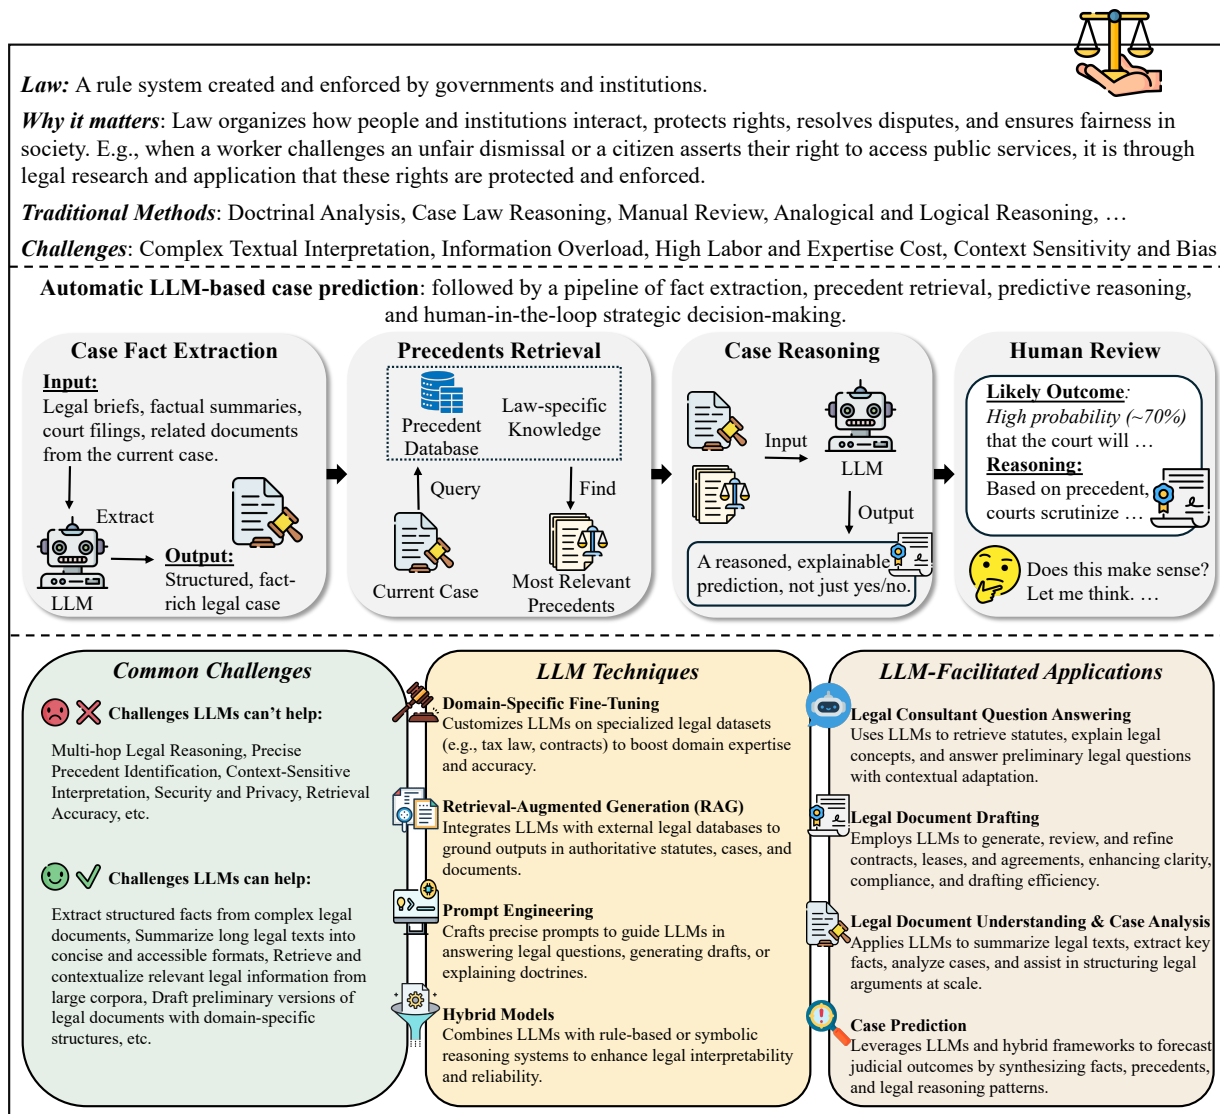 Law: A rule system created and enforced by governments and institutions.
Why it matters: Law organizes how people and institutions interact, protects rights, resolves disputes, and ensures fairness in
society. E.g., when a worker challenges an unfair dismissal or a citizen asserts their right to access public services, it is through
legal research and application that these rights are protected and enforced.
Traditional Methods: Doctrinal Analysis, Case Law Reasoning, Manual Review, Analogical and Logical Reasoning, …
Challenges: Complex Textual Interpretation, Information Overload, High Labor and Expertise Cost, Context Sensitivity and Bias
Automatic LLM-based case prediction: followed by a pipeline of fact extraction, precedent retrieval, predictive reasoning,
and human-in-the-loop strategic decision-making.
Case Fact Extraction
Input:
Legal briefs, factual summaries,
court filings, related documents
from the current case.
Extract
LLM
Output:
Structured, fact-
rich legal case
Precedents Retrieval
Precedent
Database
Law-specific
Knowledge
Query
Find
Current Case
Most Relevant
Precedents
Case Reasoning
Input
LLM
Output
A reasoned, explainable
prediction, not just yes/no.
Human Review
Likely Outcome:
High probability (~70%)
that the court will …
Reasoning:
Based on precedent,
courts scrutinize …
Does this make sense?
Let me think. …
Common Challenges
Challenges LLMs can’t help:
Multi-hop Legal Reasoning, Precise
Precedent Identification, Context-Sensitive
Interpretation, Security and Privacy, Retrieval
Accuracy, etc.
Challenges LLMs can help:
Extract structured facts from complex legal
documents, Summarize long legal texts into
concise and accessible formats, Retrieve and
contextualize relevant legal information from
large corpora, Draft preliminary versions of
legal documents with domain-specific
structures, etc.
LLM Techniques
Domain-Specific Fine-Tuning
Customizes LLMs on specialized legal datasets
(e.g., tax law, contracts) to boost domain expertise
and accuracy.
Retrieval-Augmented Generation (RAG)
Integrates LLMs with external legal databases to
ground outputs in authoritative statutes, cases, and
documents.
Prompt Engineering
Crafts precise prompts to guide LLMs in
answering legal questions, generating drafts, or
explaining doctrines.
Hybrid Models
Combines LLMs with rule-based or symbolic
reasoning systems to enhance legal interpretability
and reliability.
LLM-Facilitated Applications
Legal Consultant Question Answering
Uses LLMs to retrieve statutes, explain legal
concepts, and answer preliminary legal questions
with contextual adaptation.
Legal Document Drafting
Employs LLMs to generate, review, and refine
contracts, leases, and agreements, enhancing clarity,
compliance, and drafting efficiency.
Legal Document Understanding & Case Analysis
Applies LLMs to summarize legal texts, extract key
facts, analyze cases, and assist in structuring legal
arguments at scale.
Case Prediction
Leverages LLMs and hybrid frameworks to forecast
judicial outcomes by synthesizing facts, precedents,
and legal reasoning patterns.